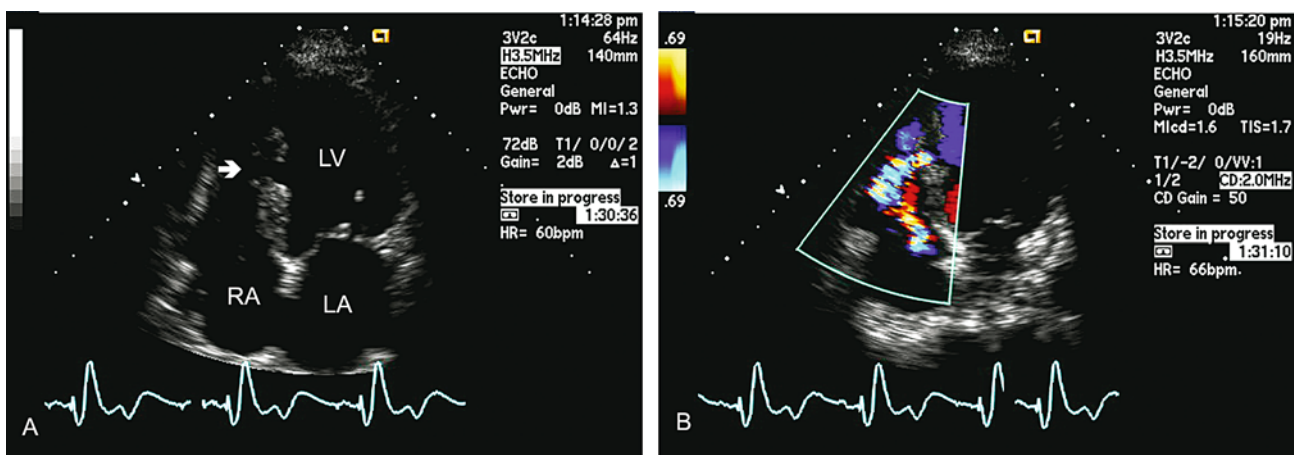 1:14:28 pm
3V2c 64Hz
H3.5MHz 140mm
ECHO
General
Pwr= 0dB MI=1.3
72dB T1/ 0/0/2
Gain= 2dB Δ=1
Store in progress
1:30:36
HR= 60bpm
LV
RA
LA
A
1:15:20 pm
.69
3V2c 19Hz
H3.5MHz 160mm
ECHO
General
Pwr= 0dB
MIcd=1.6 TIS=1.7
.69
T1/-2/ 0/VV:1
1/2 CD:2.0MHz
CD Gain = 50
Store in progress
1:31:10
HR= 66bpm
B